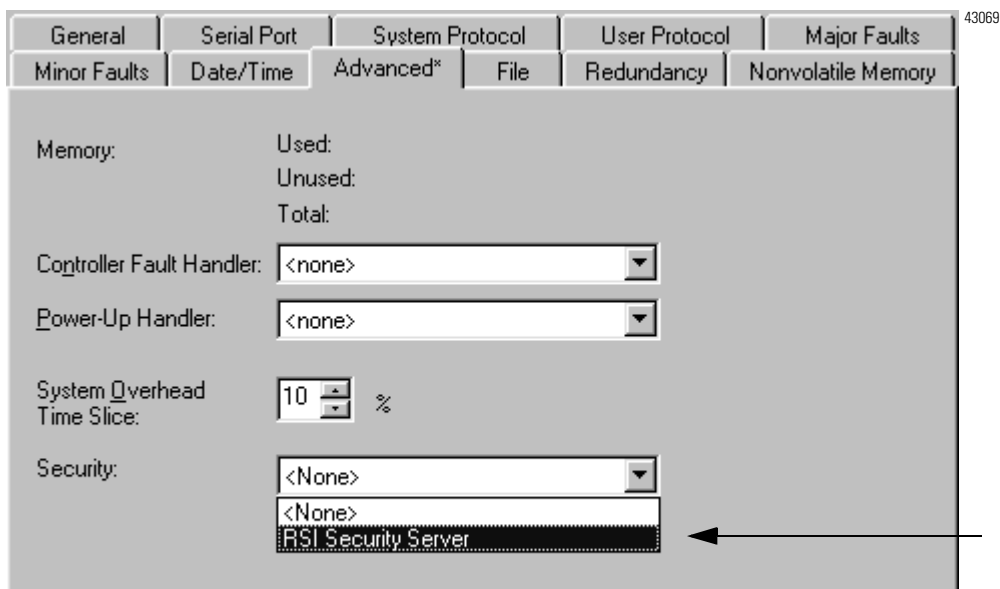 43069
General Serial Port System Protocol User Protocol Major Faults
Minor Faults Date/Time Advanced* File Redundancy Nonvolatile Memory
Memory: Used:
Unused:
Total:
Controller Fault Handler: <none>
Power-Up Handler: <none>
System Overhead
Time Slice: 10 %
Security: <None>
<None>
RSI Security Server